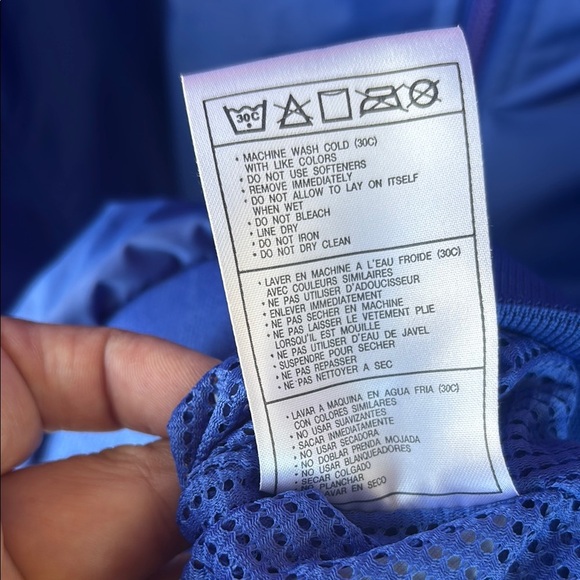 30C
• MACHINE WASH COLD (30C)
WITH LIKE COLORS
• DO NOT USE SOFTENERS
• REMOVE IMMEDIATELY
• DO NOT ALLOW TO LAY ON ITSELF
WHEN WET
• DO NOT BLEACH
• LINE DRY
• DO NOT IRON
• DO NOT DRY CLEAN
• LAVER EN MACHINE A L'EAU FROIDE (30C)
AVEC COULEURS SIMILAIRES
• NE PAS UTILISER D'ADOUCISSEUR
ENLEVER IMMEDIATEMENT
• NE PAS SECHER EN MACHINE
• NE PAS LAISSER LE VETEMENT PLIE
LORSQU'IL EST MOUILLE
• NE PAS UTILISER D'EAU DE JAVEL
• SUSPENDRE POUR SECHER
• NE PAS REPASSER
• NE PAS NETTOYER A SEC
• LAVAR A MAQUINA EN AGUA FRIA (30C)
CON COLORES SIMILARES
• NO USAR SUAVIZANTES
• SACAR INMEDIATAMENTE
• NO USAR SECADORA
• NO DOBLAR PRENDA MOJADA
• NO USAR BLANQUEADORES
• SECAR COLGADO
NO PLANCHAR
LAVAR EN SECO